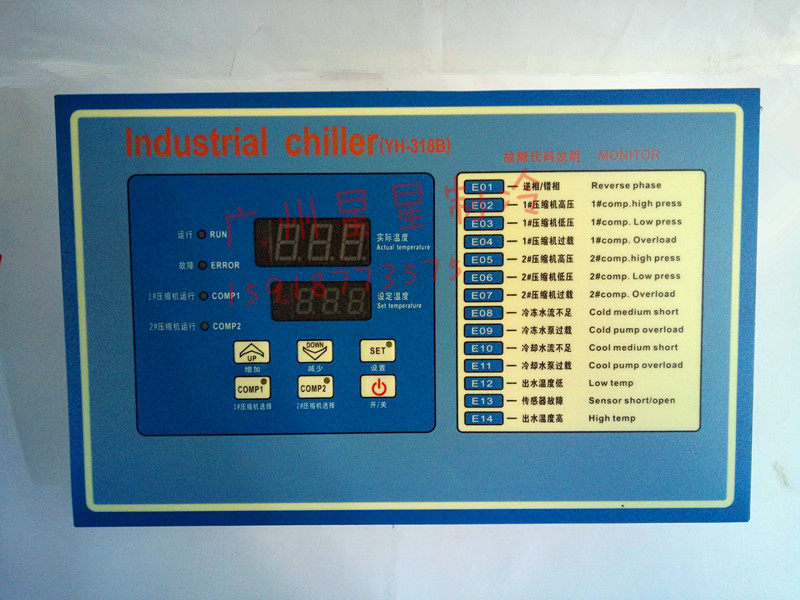 Industrial chiller(YH-318B)
故障代码说明 MONITOR
广州星星制冷
15918773575
运行 RUN
故障 ERROR
1#压缩机运行 COMP1
2#压缩机运行 COMP2
实际温度
Actual temperature
设定温度
Set temperature
UP
增加
DOWN
减少
SET
设置
COMP1
1#压缩机选择
COMP2
2#压缩机选择
开/关
E01 逆相/错相 Reverse phase
E02 1#压缩机高压 1#comp.high press
E03 1#压缩机低压 1#comp. Low press
E04 1#压缩机过载 1#comp. Overload
E05 2#压缩机高压 2#comp.high press
E06 2#压缩机低压 2#comp. Low press
E07 2#压缩机过载 2#comp. Overload
E08 冷冻水流不足 Cold medium short
E09 冷冻水泵过载 Cold pump overload
E10 冷却水流不足 Cool medium short
E11 冷却水泵过载 Cool pump overload
E12 出水温度低 Low temp
E13 传感器故障 Sensor short/open
E14 出水温度高 High temp